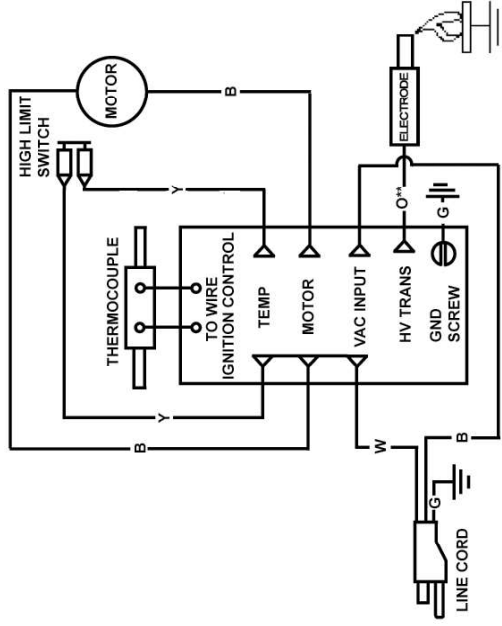 MOTOR
HIGH LIMIT
SWITCH
B
Y
THERMOCOUPLE
TO WIRE
IGNITION CONTROL
TEMP
MOTOR
VAC INPUT
HV TRANS
GND
SCREW
ELECTRODE
O**
G
Y
B
W
B
G
LINE CORD